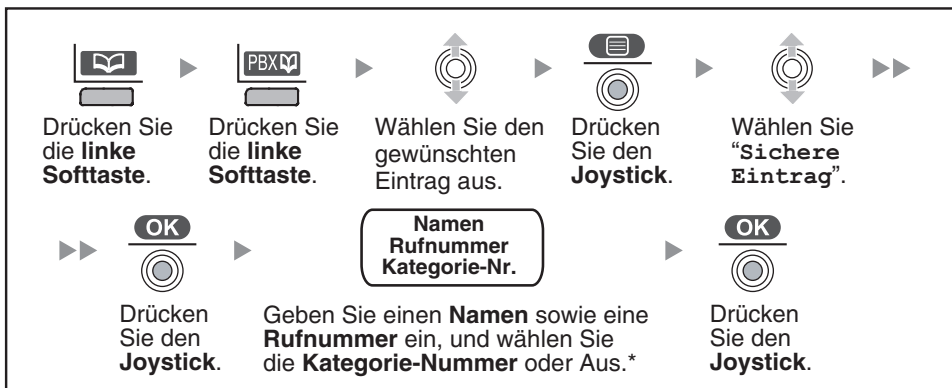 PBX
Drücken Sie
die linke
Softtaste.
Drücken Sie
die linke
Softtaste.
Wählen Sie den
gewünschten
Eintrag aus.
Drücken
Sie den
Joystick.
Wählen Sie
“Sichere
Eintrag”.
OK
Drücken
Sie den
Joystick.
Namen
Rufnummer
Kategorie-Nr.
Geben Sie einen Namen sowie eine
Rufnummer ein, und wählen Sie
die Kategorie-Nummer oder Aus.*
OK
Drücken
Sie den
Joystick.